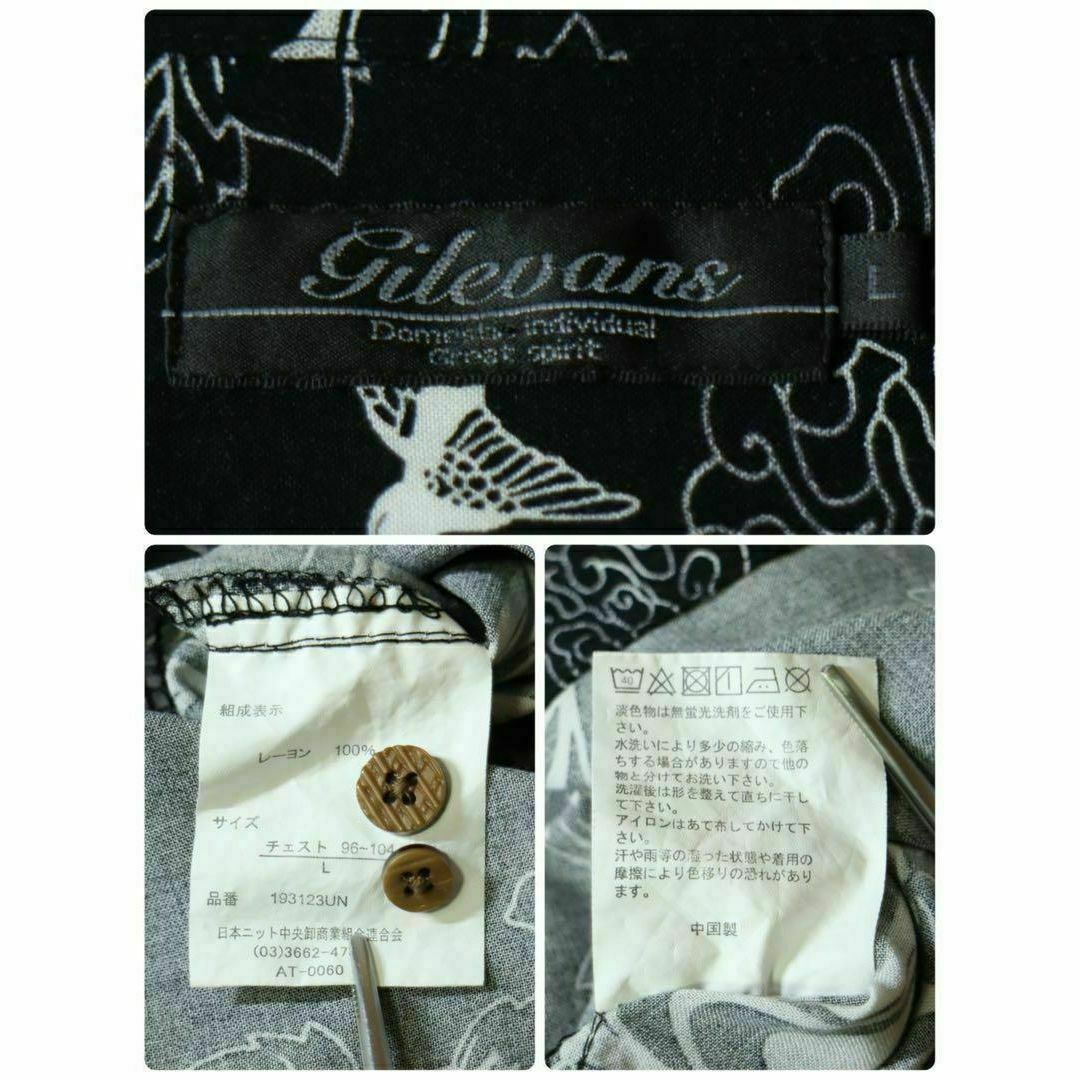 Gilevans
L
individual
Great spirit
組成表示
レーヨン 100%
サイズ
チェスト 96~104
L
品番 193123UN
日本ニット中央卸商業組合連合会
(03)3662-47
AT-0060
40
淡色物は無蛍光洗剤をご使用下
さい。
水洗いにより多少の縮み、色落
ちする場合がありますので他の
物と分けてお洗い下さい。
洗濯後は形を整えて直ちに干し
て下さい。
アイロンはあて布してかけて下
さい。
汗や雨等の湿った状態や着用の
摩擦により色移りの恐れがあり
ます。
中国製